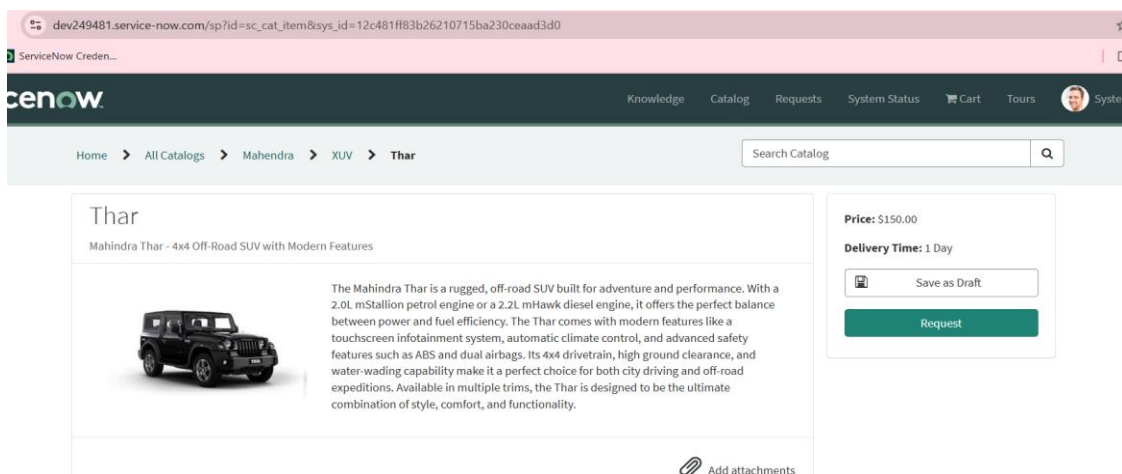 dev249481.service-now.com/sp?id=sc_cat_item&sys_id=12c481ff83b26210715ba230ceaad3d0
ServiceNow Creden...
cenow
Knowledge Catalog Requests System Status Cart Tours Syste
Home > All Catalogs > Mahendra > XUV > Thar
Search Catalog
Thar
Mahindra Thar - 4x4 Off-Road SUV with Modern Features
The Mahindra Thar is a rugged, off-road SUV built for adventure and performance. With a
2.0L mStallion petrol engine or a 2.2L mHawk diesel engine, it offers the perfect balance
between power and fuel efficiency. The Thar comes with modern features like a
touchscreen infotainment system, automatic climate control, and advanced safety
features such as ABS and dual airbags. Its 4x4 drivetrain, high ground clearance, and
water-wading capability make it a perfect choice for both city driving and off-road
expeditions. Available in multiple trims, the Thar is designed to be the ultimate
combination of style, comfort, and functionality.
Add attachments
Price: $150.00
Delivery Time: 1 Day
Save as Draft
Request